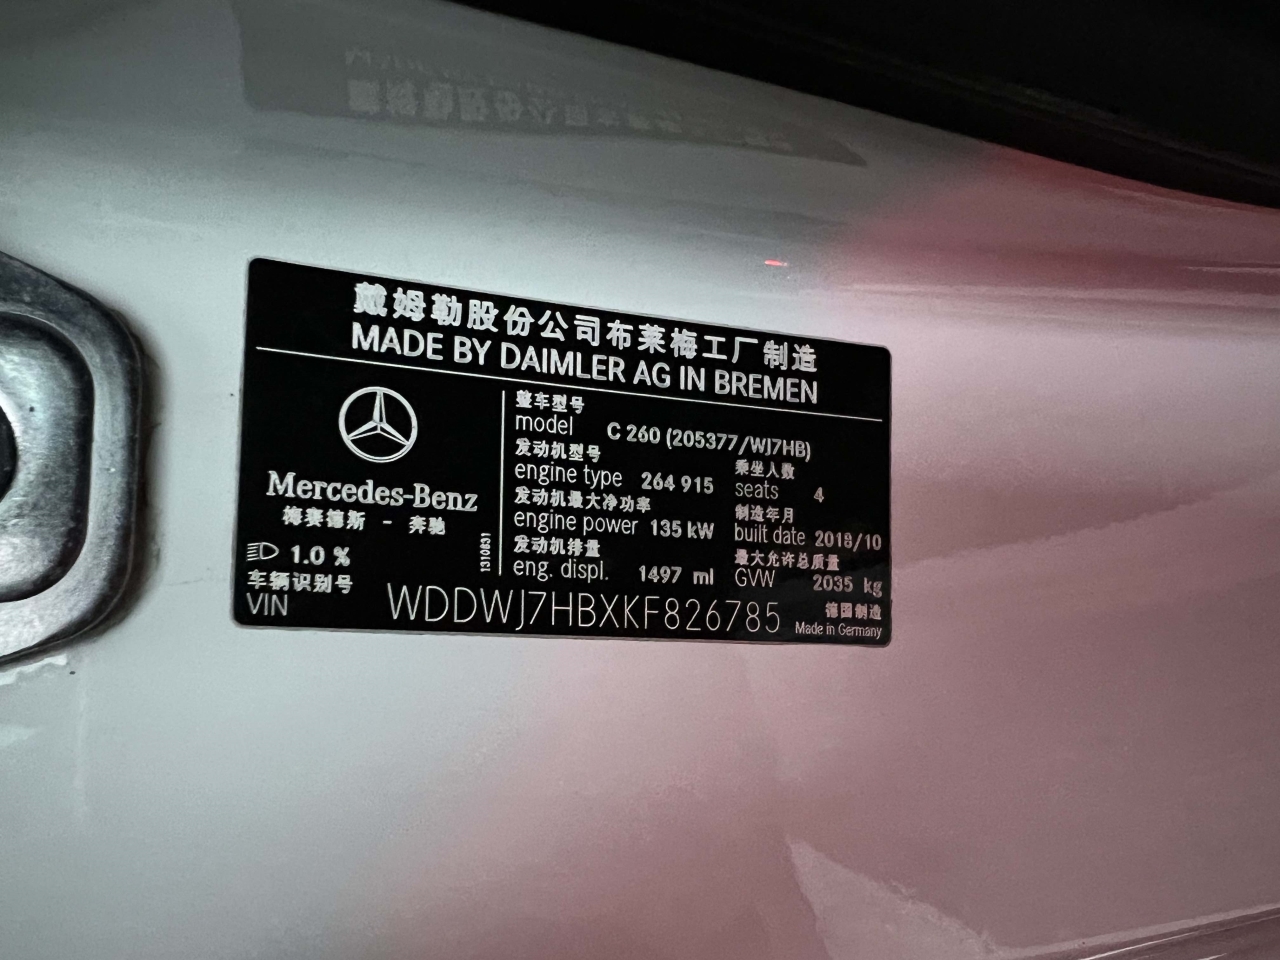 戴姆勒股份公司布莱梅工厂制造
MADE BY DAIMLER AG IN BREMEN
Mercedes-Benz
梅赛德斯 - 奔驰
1.0 %
1310831
整车型号
model C 260 (205377/WJ7HB)
发动机型号
engine type 264 915
乘坐人数
seats 4
发动机最大净功率
engine power 135 kW
制造年月
built date 2018/10
发动机排量
eng. displ. 1497 ml
最大允许总质量
GVW 2035 kg
车辆识别号
VIN WDDWJ7HBXKF826785
德国制造
Made in Germany